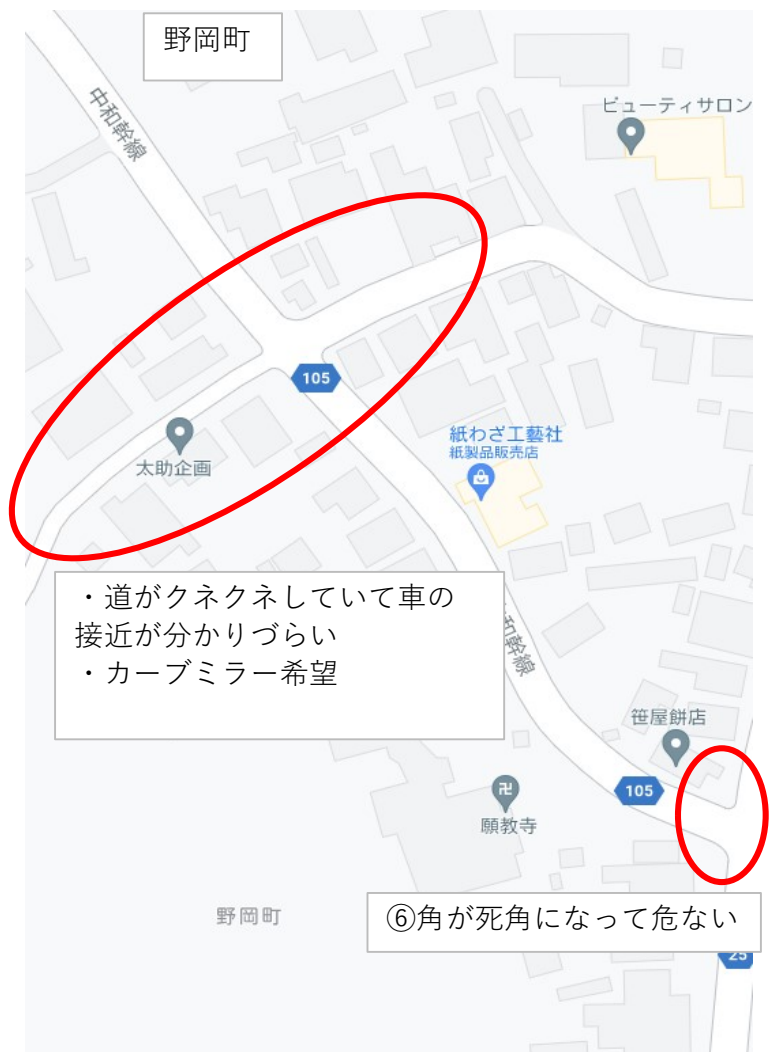 野岡町
中和幹線
ビューティサロン
105
太助企画
紙わざ工藝社
紙製品販売店
・道がクネクネしていて車の
接近が分かりづらい
・カーブミラー希望
和幹線
笹屋餅店
105
卍
願教寺
野岡町
⑥角が死角になって危ない
25